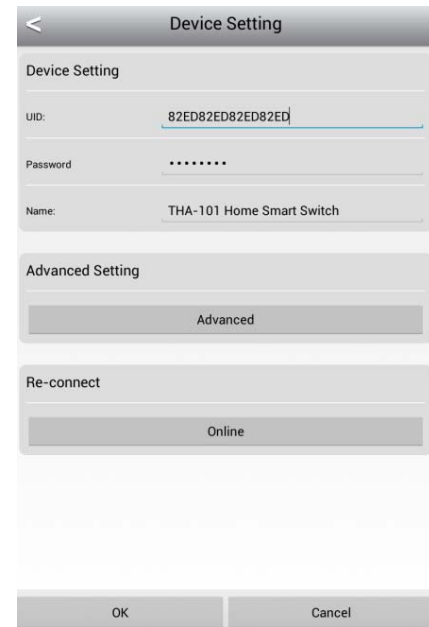 < Device Setting
Device Setting
UID: 82ED82ED82ED82ED
Password ••••••••
Name: THA-101 Home Smart Switch
Advanced Setting
Advanced
Re-connect
Online
OK Cancel